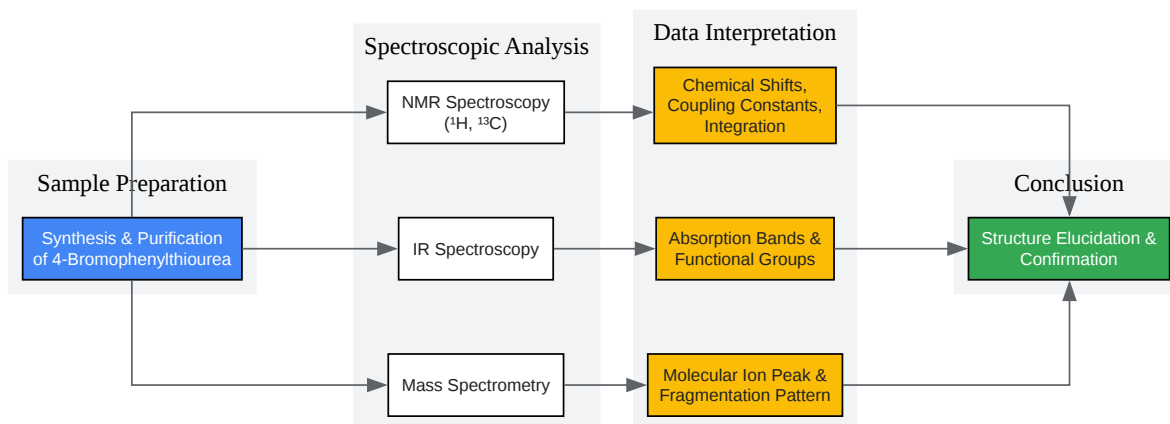 Spectroscopic Analysis
Data Interpretation
NMR Spectroscopy
(¹H, ¹³C)
Chemical Shifts,
Coupling Constants,
Integration
Sample Preparation
Conclusion
Synthesis & Purification
of 4-Bromophenylthiourea
IR Spectroscopy
Absorption Bands &
Functional Groups
Structure Elucidation &
Confirmation
Mass Spectrometry
Molecular Ion Peak &
Fragmentation Pattern